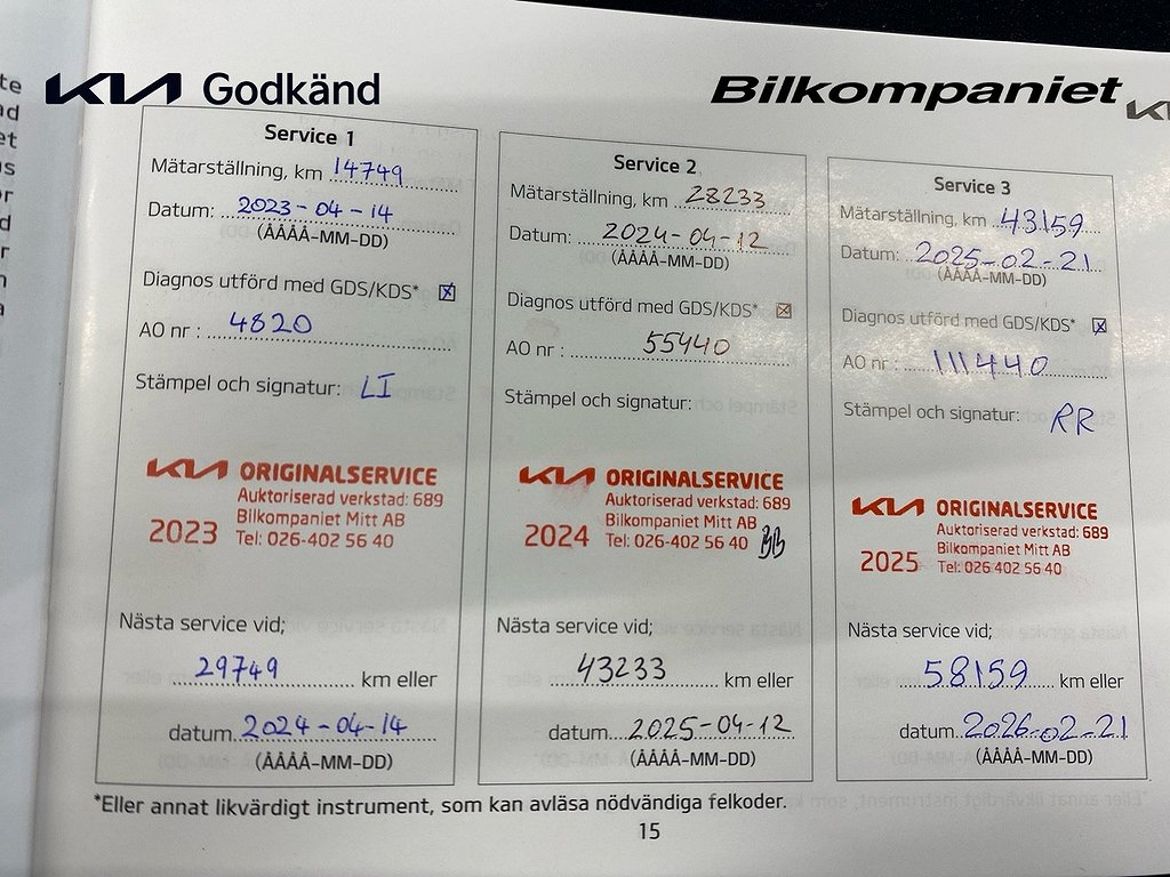 KIA Godkänd
Bilkompaniet KIA
Service 1
Mätarställning, km 14749
Datum: 2023-04-14
(ÅÅÅÅ-MM-DD)
Diagnos utförd med GDS/KDS* ☒
AO nr : 4820
Stämpel och signatur: LI
KIA ORIGINALSERVICE
Auktoriserad verkstad: 689
Bilkompaniet Mitt AB
2023 Tel: 026-402 56 40
Nästa service vid;
29749 km eller
datum 2024-04-14
(ÅÅÅÅ-MM-DD)
Service 2
Mätarställning, km 28233
Datum: 2024-04-12
(ÅÅÅÅ-MM-DD)
Diagnos utförd med GDS/KDS* ☒
AO nr : 55440
Stämpel och signatur:
KIA ORIGINALSERVICE
Auktoriserad verkstad: 689
Bilkompaniet Mitt AB
2024 Tel: 026-402 56 40 BB
Nästa service vid;
43233 km eller
datum 2025-04-12
(ÅÅÅÅ-MM-DD)
Service 3
Mätarställning, km 43159
Datum: 2025-02-21
(ÅÅÅÅ-MM-DD)
Diagnos utförd med GDS/KDS* ☒
AO nr : 111440
Stämpel och signatur: RR
KIA ORIGINALSERVICE
Auktoriserad verkstad: 689
Bilkompaniet Mitt AB
2025 Tel: 026 402 56 40
Nästa service vid;
58159 km eller
datum 2026-02-21
(ÅÅÅÅ-MM-DD)
*Eller annat likvärdigt instrument, som kan avläsa nödvändiga felkoder.
15